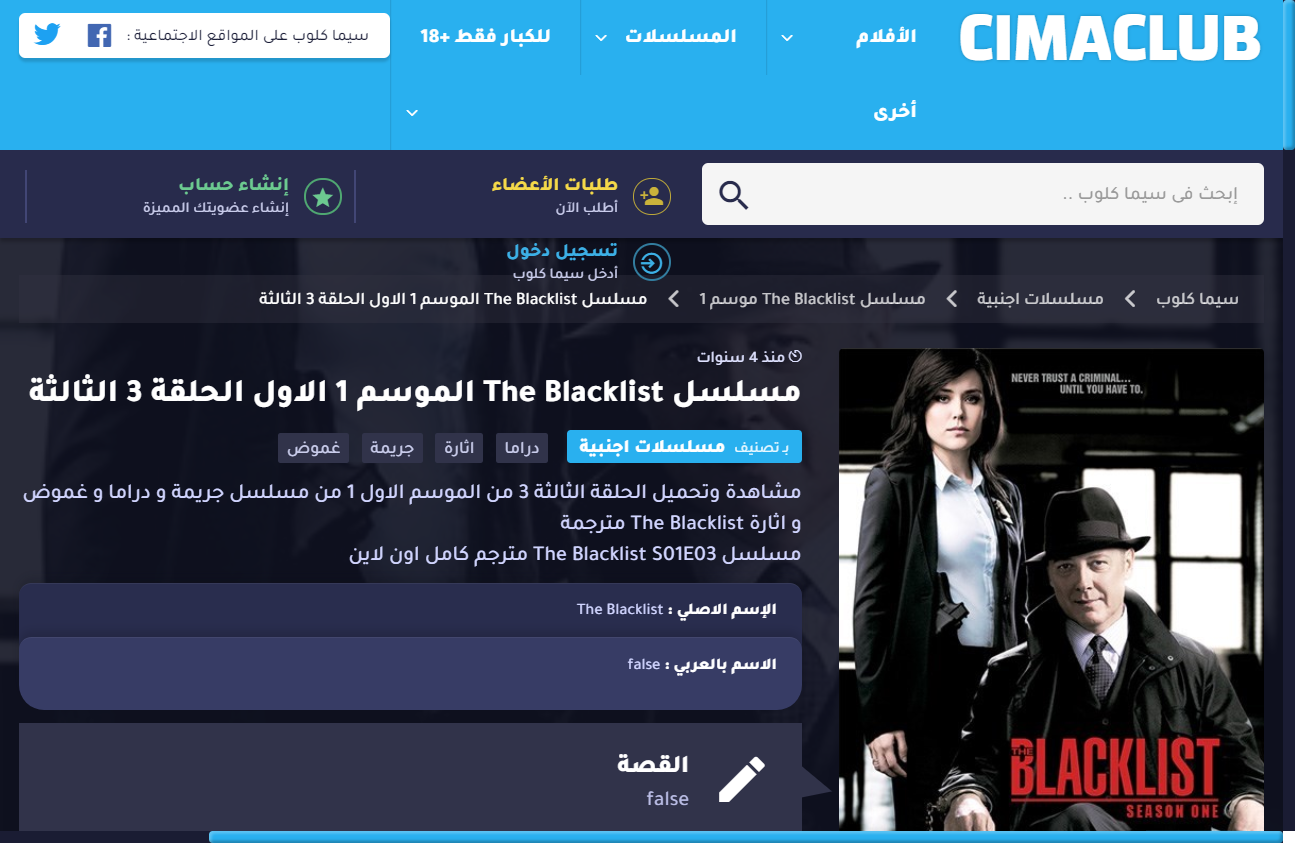 CIMACLUB
الأفلام
المسلسلات
للكبار فقط +18
سيما كلوب على المواقع الاجتماعية :
أخرى
إبحث فى سيما كلوب ..
طلبات الأعضاء
أطلب الآن
إنشاء حساب
إنشاء عضويتك المميزة
تسجيل دخول
أدخل سيما كلوب
سيما كلوب
مسلسلات اجنبية
مسلسل The Blacklist موسم 1
مسلسل The Blacklist الموسم 1 الاول الحلقة 3 الثالثة
منذ 4 سنوات
مسلسل The Blacklist الموسم 1 الاول الحلقة 3 الثالثة
بـ تصنيف مسلسلات اجنبية
دراما
اثارة
جريمة
غموض
مشاهدة وتحميل الحلقة الثالثة 3 من الموسم الاول 1 من مسلسل جريمة و دراما و غموض
و اثارة The Blacklist مترجمة
مسلسل The Blacklist S01E03 مترجم كامل اون لاين
الإسم الاصلي : The Blacklist
الاسم بالعربي : false
القصة
false
NEVER TRUST A CRIMINAL...
UNTIL YOU HAVE TO.
THE
BLACKLIST
SEASON ONE